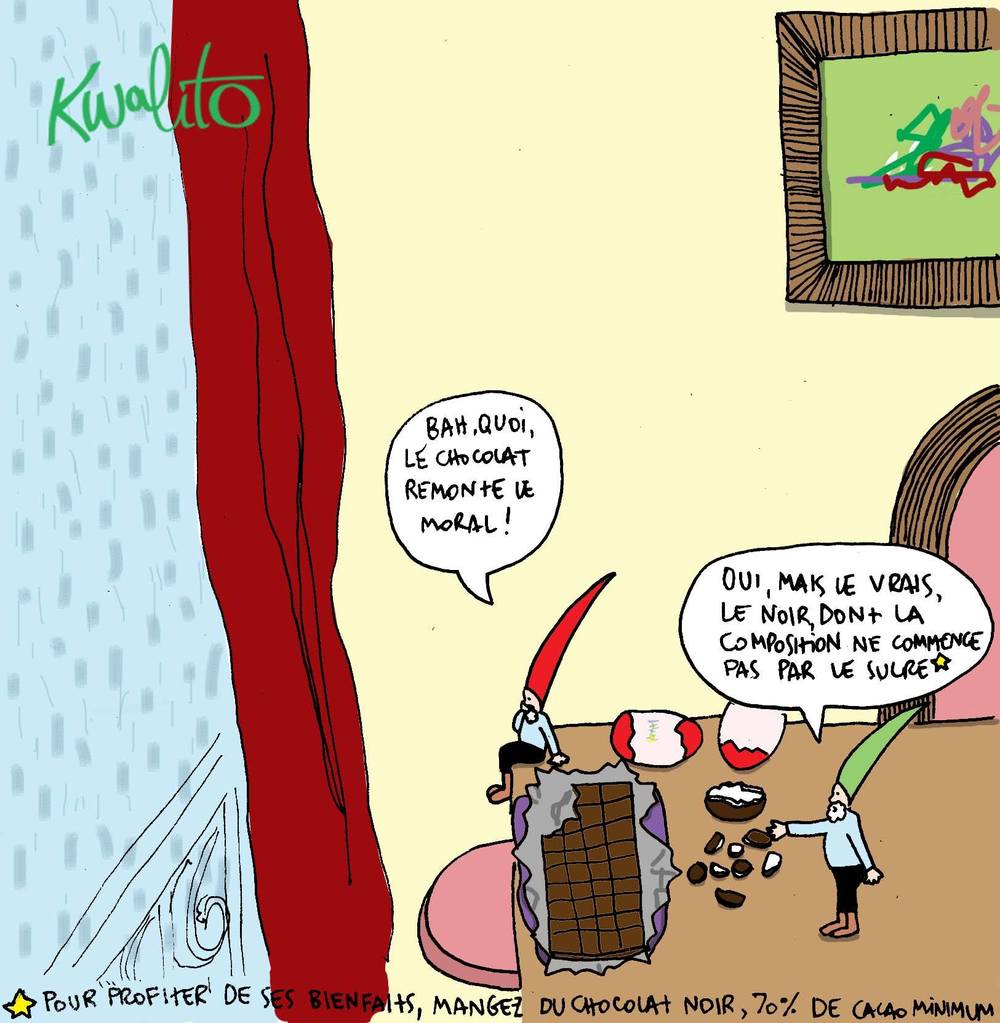 Kwalito
BAH, QUOI,
LE CHOCOLAT
REMONTE LE
MORAL !
OUI, MAIS LE VRAIS,
LE NOIR, DONT LA
COMPOSITION NE COMMENCE
PAS PAR LE SUCRE
POUR "PROFITER" DE SES BIENFAITS, MANGEZ DU CHOCOLAT NOIR, 70% DE CACAO MINIMUM